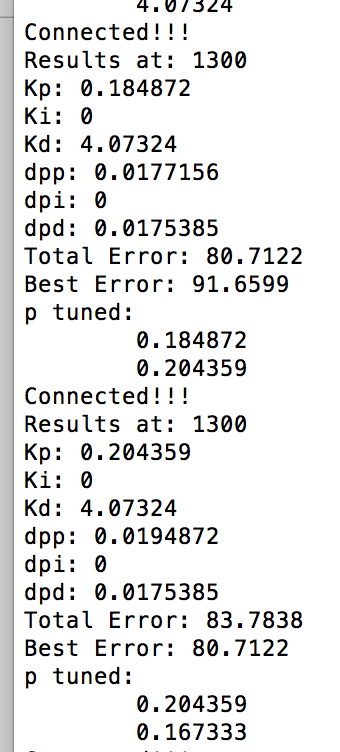 4.07324
Connected!!!
Results at: 1300
Kp: 0.184872
Ki: 0
Kd: 4.07324
dpp: 0.0177156
dpi: 0
dpd: 0.0175385
Total Error: 80.7122
Best Error: 91.6599
p tuned:
0.184872
0.204359
Connected!!!
Results at: 1300
Kp: 0.204359
Ki: 0
Kd: 4.07324
dpp: 0.0194872
dpi: 0
dpd: 0.0175385
Total Error: 83.7838
Best Error: 80.7122
p tuned:
0.204359
0.167333